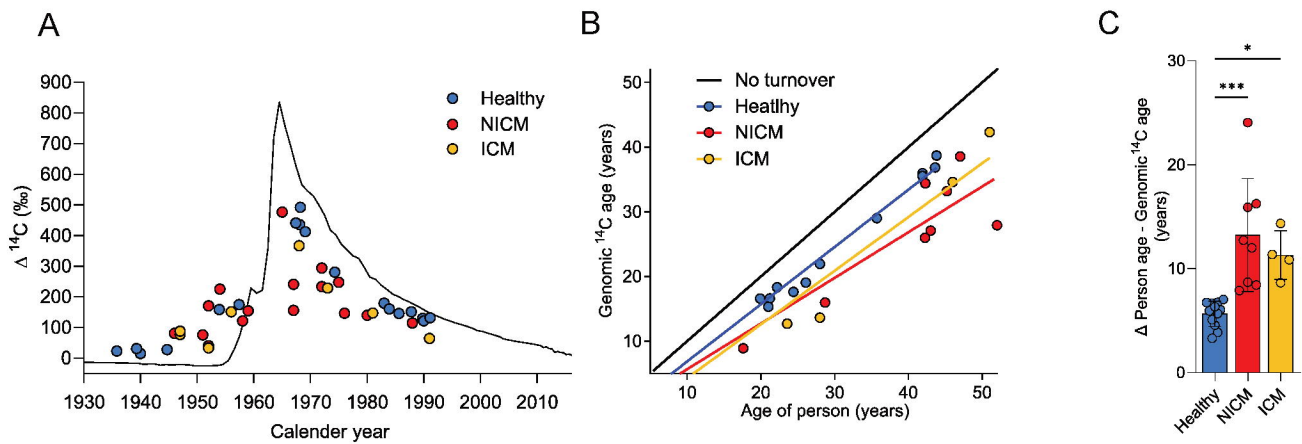 A
Δ ¹⁴C (‰)
900
800
700
600
500
400
300
200
100
0
Healthy
NICM
ICM
1930 1940 1950 1960 1970 1980 1990 2000 2010
Calender year
B
Genomic ¹⁴C age (years)
50
40
30
20
10
No turnover
Heatlhy
NICM
ICM
10 20 30 40 50
Age of person (years)
C
Δ Person age - Genomic ¹⁴C age
(years)
30
20
10
0
*
***
Healthy
NICM
ICM